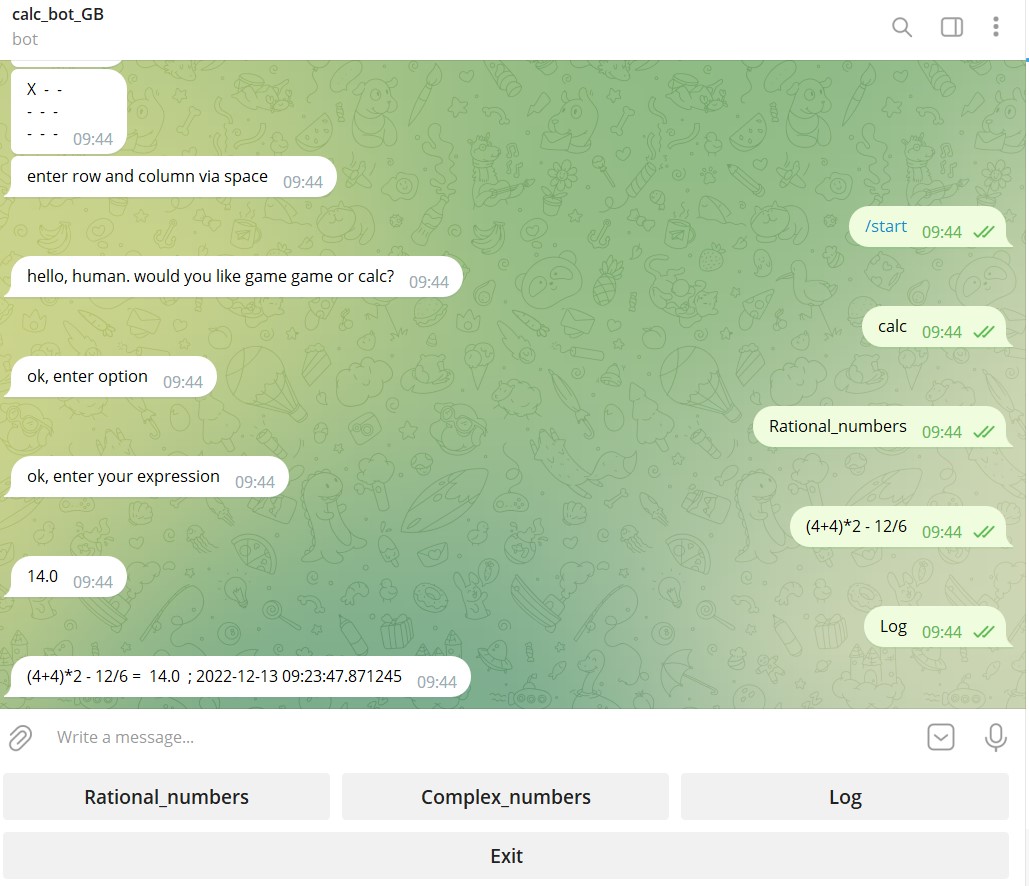 calc_bot_GB
bot
X - -
- - -
- - - 09:44
enter row and column via space 09:44
/start 09:44
hello, human. would you like game game or calc? 09:44
calc 09:44
ok, enter option 09:44
Rational_numbers 09:44
ok, enter your expression 09:44
(4+4)*2 - 12/6 09:44
14.0 09:44
Log 09:44
(4+4)*2 - 12/6 =  14.0  ; 2022-12-13 09:23:47.871245 09:44
Write a message...
Rational_numbers Complex_numbers Log
Exit